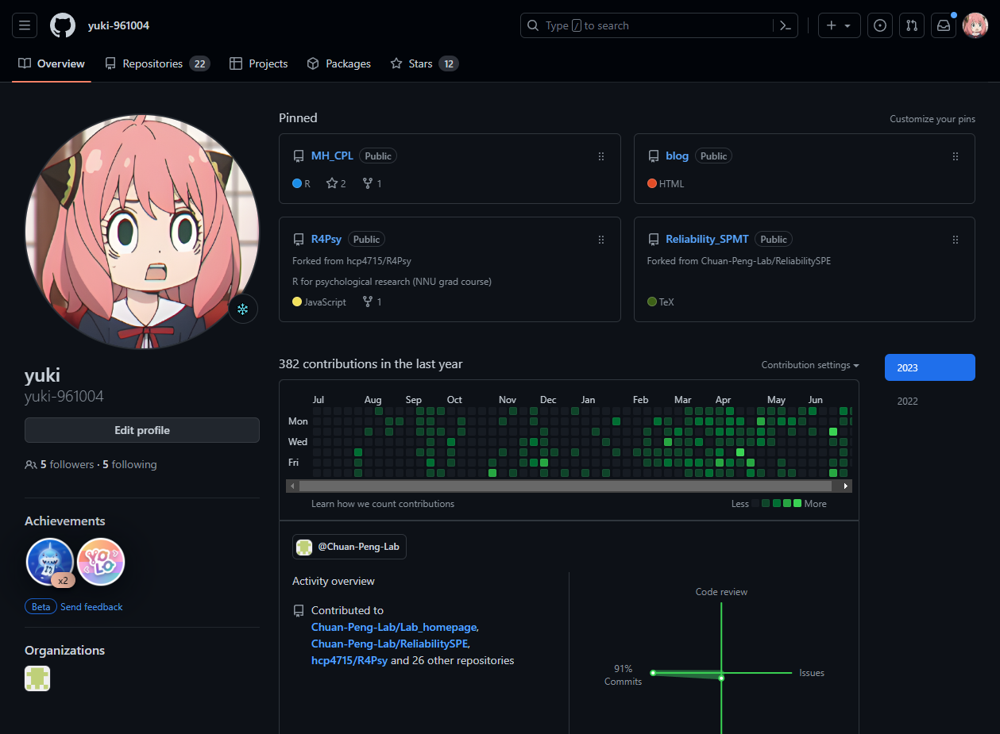 yuki-961004
Type / to search
Overview Repositories 22 Projects Packages Stars 12
Pinned
Customize your pins
MH_CPL Public
R 2 1
blog Public
HTML
R4Psy Public
Forked from hcp4715/R4Psy
R for psychological research (NNU grad course)
JavaScript 1
Reliability_SPMT Public
Forked from Chuan-Peng-Lab/ReliabilitySPE
TeX
yuki
yuki-961004
Edit profile
5 followers · 5 following
Achievements
YOLO
x2
Beta Send feedback
Organizations
382 contributions in the last year
Contribution settings
2023
2022
Jul Aug Sep Oct Nov Dec Jan Feb Mar Apr May Jun
Mon
Wed
Fri
Learn how we count contributions
Less More
@Chuan-Peng-Lab
Activity overview
Contributed to
Chuan-Peng-Lab/Lab_homepage,
Chuan-Peng-Lab/ReliabilitySPE,
hcp4715/R4Psy and 26 other repositories
Code review
91%
Commits
Issues